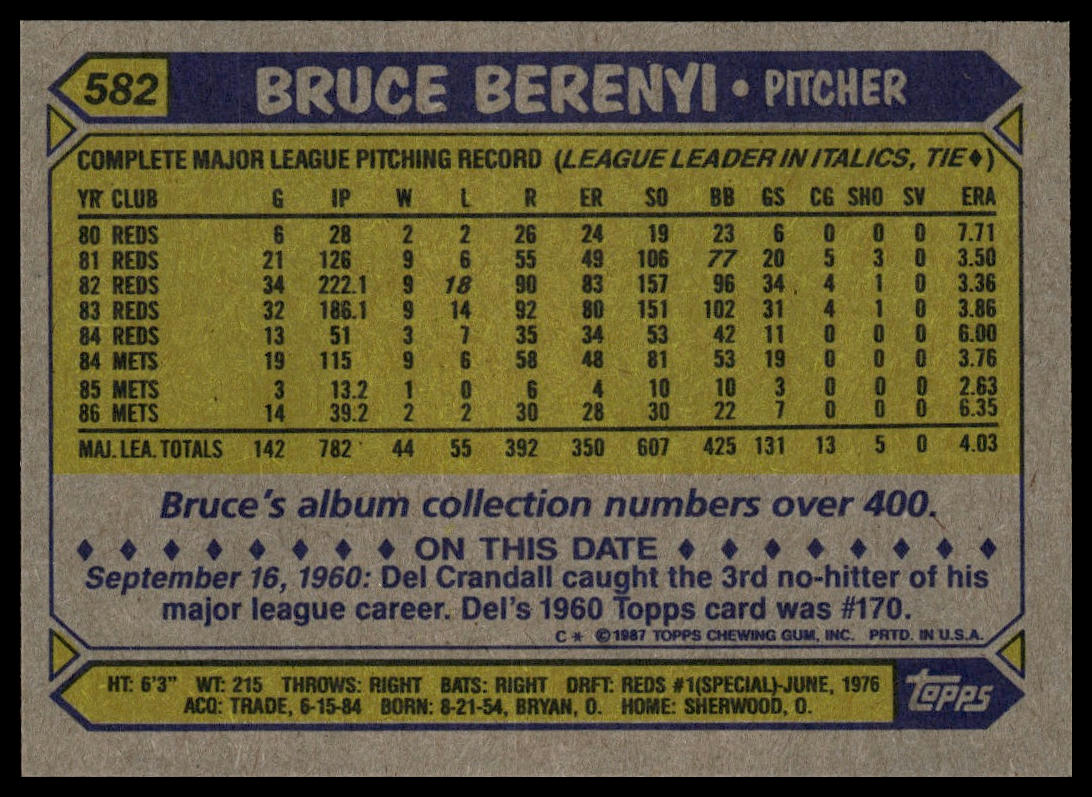 582 BRUCE BERENYI • PITCHER
COMPLETE MAJOR LEAGUE PITCHING RECORD (LEAGUE LEADER IN ITALICS, TIE♦)
YR CLUB G IP W L R ER SO BB GS CG SHO SV ERA
80 REDS 6 28 2 2 26 24 19 23 6 0 0 0 7.71
81 REDS 21 126 9 6 55 49 106 77 20 5 3 0 3.50
82 REDS 34 222.1 9 18 90 83 157 96 34 4 1 0 3.36
83 REDS 32 186.1 9 14 92 80 151 102 31 4 1 0 3.86
84 REDS 13 51 3 7 35 34 53 42 11 0 0 0 6.00
84 METS 19 115 9 6 58 48 81 53 19 0 0 0 3.76
85 METS 3 13.2 1 0 6 4 10 10 3 0 0 0 2.63
86 METS 14 39.2 2 2 30 28 30 22 7 0 0 0 6.35
MAJ. LEA. TOTALS 142 782 44 55 392 350 607 425 131 13 5 0 4.03
Bruce's album collection numbers over 400.
♦ ♦ ♦ ♦ ♦ ♦ ♦ ♦ ON THIS DATE ♦ ♦ ♦ ♦ ♦ ♦ ♦ ♦
September 16, 1960: Del Crandall caught the 3rd no-hitter of his
major league career. Del's 1960 Topps card was #170.
C * ©1987 TOPPS CHEWING GUM, INC. PRTD. IN U.S.A.
HT: 6'3" WT: 215 THROWS: RIGHT BATS: RIGHT DRFT: REDS #1(SPECIAL)-JUNE, 1976
ACQ: TRADE, 6-15-84 BORN: 8-21-54, BRYAN, O. HOME: SHERWOOD, O.
topps